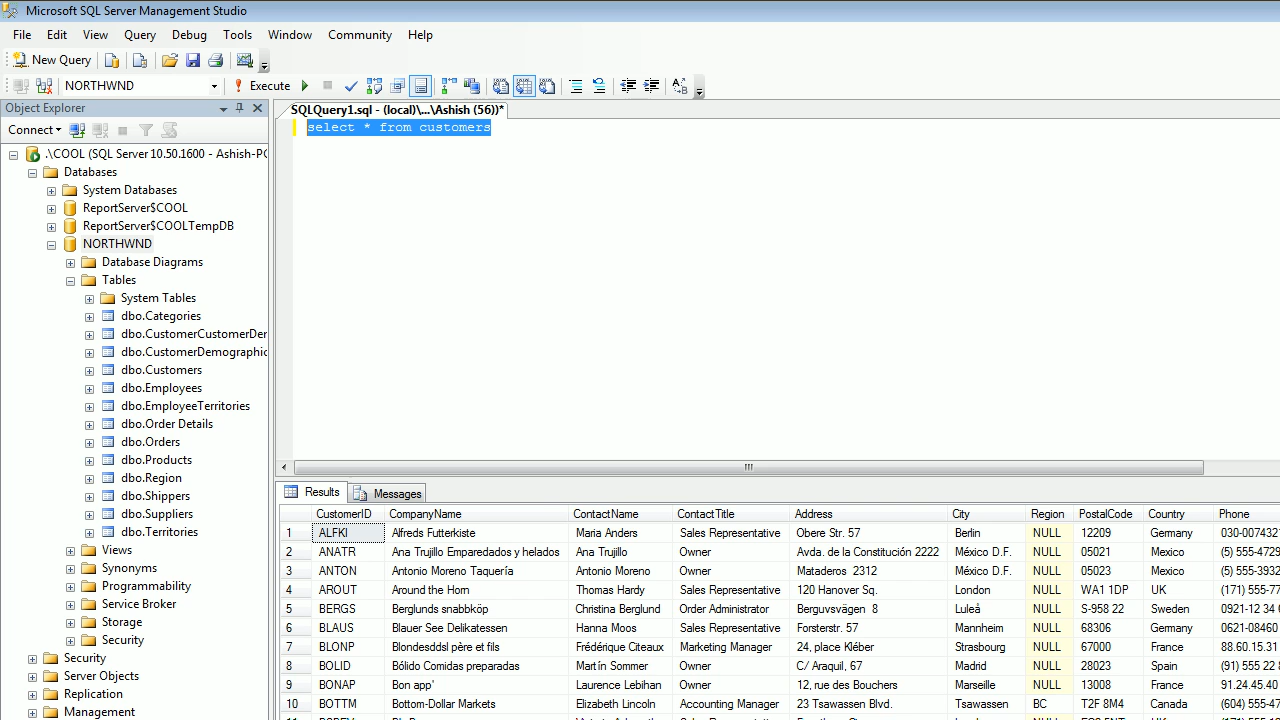 Microsoft SQL Server Management Studio
File Edit View Query Debug Tools Window Community Help
New Query
NORTHWND Execute
Object Explorer
Connect
.\COOL (SQL Server 10.50.1600 - Ashish-PC
Databases
System Databases
ReportServer$COOL
ReportServer$COOLTempDB
NORTHWND
Database Diagrams
Tables
System Tables
dbo.Categories
dbo.CustomerCustomerDer
dbo.CustomerDemographic
dbo.Customers
dbo.Employees
dbo.EmployeeTerritories
dbo.Order Details
dbo.Orders
dbo.Products
dbo.Region
dbo.Shippers
dbo.Suppliers
dbo.Territories
Views
Synonyms
Programmability
Service Broker
Storage
Security
Security
Server Objects
Replication
Management
SQLQuery1.sql - (local)\...\Ashish (56))*
select * from customers
Results Messages
CustomerID CompanyName ContactName ContactTitle Address City Region PostalCode Country Phone
1 ALFKI Alfreds Futterkiste Maria Anders Sales Representative Obere Str. 57 Berlin NULL 12209 Germany 030-007432
2 ANATR Ana Trujillo Emparedados y helados Ana Trujillo Owner Avda. de la Constitución 2222 México D.F. NULL 05021 Mexico (5) 555-4729
3 ANTON Antonio Moreno Taquería Antonio Moreno Owner Mataderos 2312 México D.F. NULL 05023 Mexico (5) 555-3932
4 AROUT Around the Horn Thomas Hardy Sales Representative 120 Hanover Sq. London NULL WA1 1DP UK (171) 555-77
5 BERGS Berglunds snabbköp Christina Berglund Order Administrator Berguvsvägen 8 Luleå NULL S-958 22 Sweden 0921-12 34
6 BLAUS Blauer See Delikatessen Hanna Moos Sales Representative Forsterstr. 57 Mannheim NULL 68306 Germany 0621-08460
7 BLONP Blondesddsl père et fils Frédérique Citeaux Marketing Manager 24, place Kléber Strasbourg NULL 67000 France 88.60.15.31
8 BOLID Bólido Comidas preparadas Martín Sommer Owner C/ Araquil, 67 Madrid NULL 28023 Spain (91) 555 22
9 BONAP Bon app' Laurence Lebihan Owner 12, rue des Bouchers Marseille NULL 13008 France 91.24.45.40
10 BOTTM Bottom-Dollar Markets Elizabeth Lincoln Accounting Manager 23 Tsawassen Blvd. Tsawassen BC T2F 8M4 Canada (604) 555-4